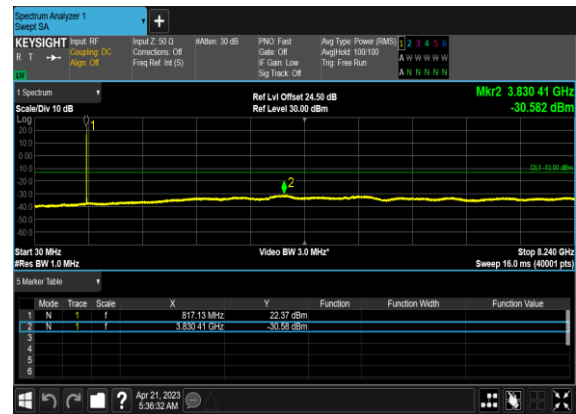 Spectrum Analyzer 1
Swept SA
KEYSIGHT Input: RF Input Z: 50 Ω #Atten: 30 dB PNO: Fast Avg Type: Power (RMS) 1 2 3 4 5 6
R T Coupling: DC Corrections: Off Gate: Off Avg|Hold: 100/100 A W W W W W
Align: Off Freq Ref: Int (S) IF Gain: Low Trig: Free Run
LW Sig Track: Off A N N N N N
1 Spectrum Ref Lvl Offset 24.50 dB Mkr2 3.830 41 GHz
Scale/Div 10 dB Ref Level 30.00 dBm -30.582 dBm
Log
1
20.0
10.0
0.00
-10.0 DL1 -13.00 dBm
-20.0 2
-30.0
-40.0
-50.0
-60.0
Start 30 MHz Video BW 3.0 MHz* Stop 8.240 GHz
#Res BW 1.0 MHz Sweep 16.0 ms (40001 pts)
5 Marker Table
Mode Trace Scale X Y Function Function Width Function Value
1 N 1 f 817.13 MHz 22.37 dBm
2 N 1 f 3.830 41 GHz -30.58 dBm
3
4
5
6
? Apr 21, 2023
5:36:32 AM